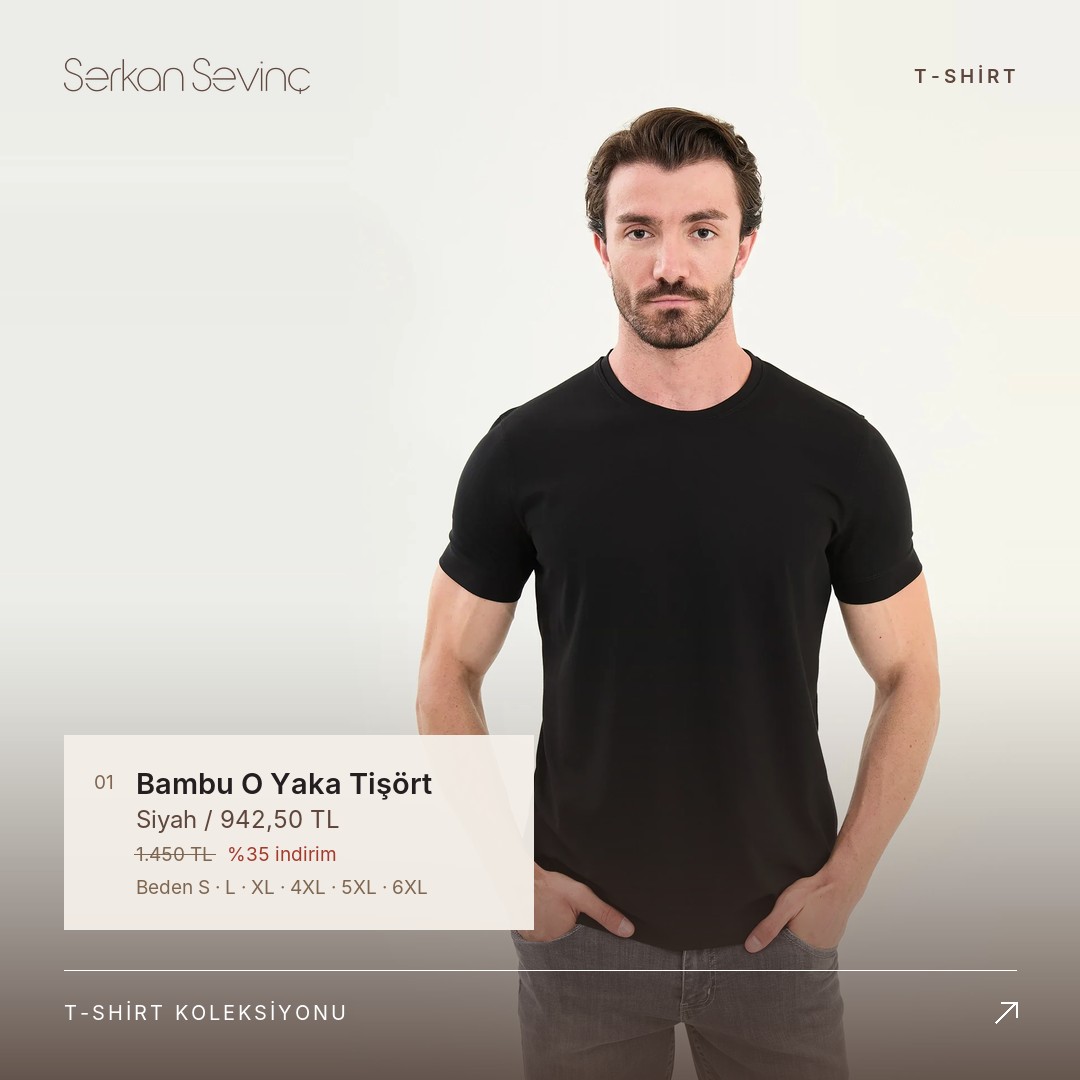 Serkan Sevinç
T-SHİRT
01
Bambu O Yaka Tişört
Siyah / 942,50 TL
1.450 TL %35 indirim
Beden S · L · XL · 4XL · 5XL · 6XL
T-SHİRT KOLEKSİYONU